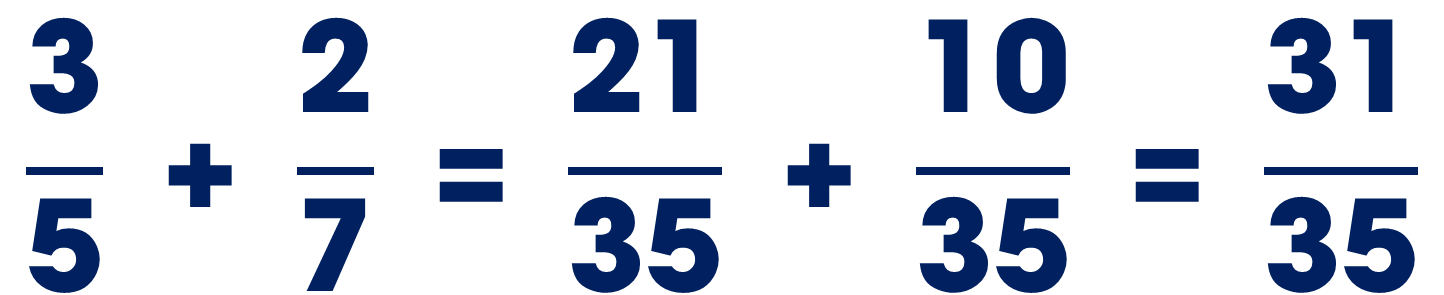 3/5 + 2/7 = 21/35 + 10/35 = 31/35